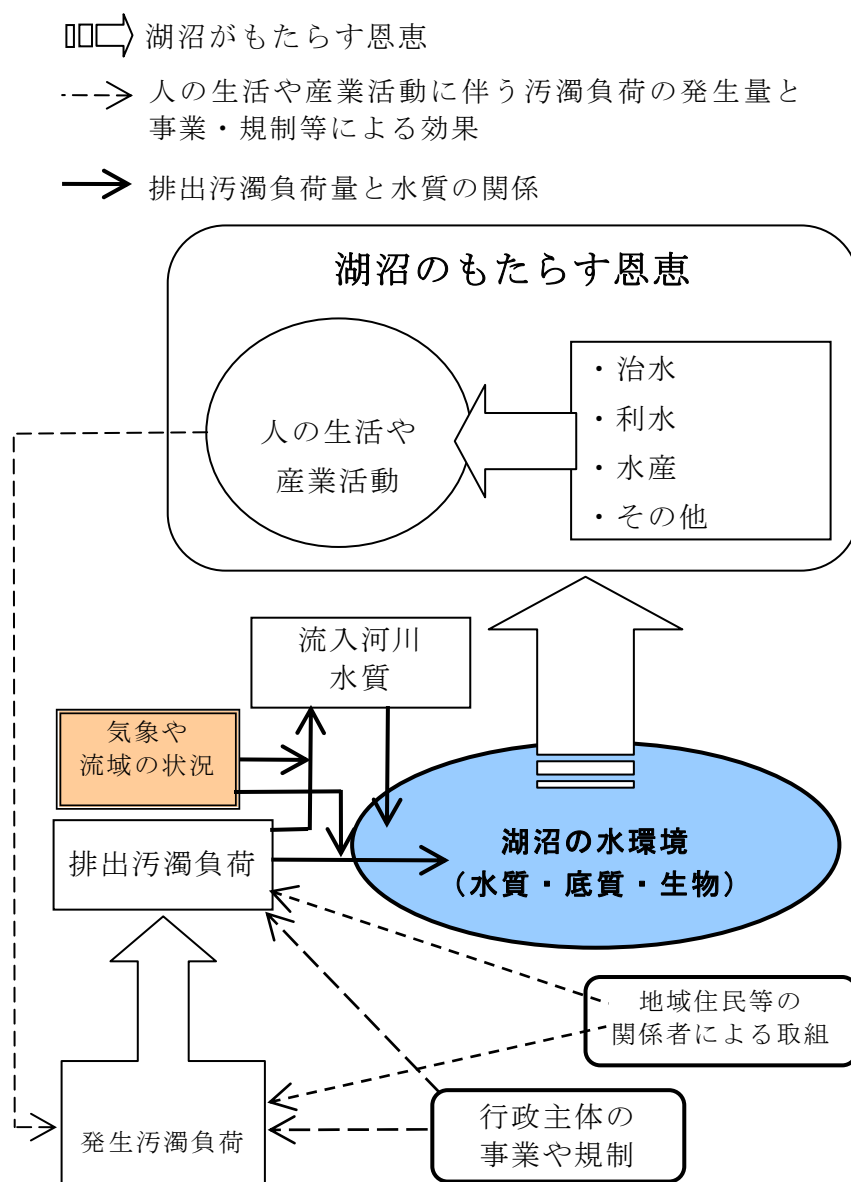 湖沼がもたらす恩恵
人の生活や産業活動に伴う汚濁負荷の発生量と
事業・規制等による効果
排出汚濁負荷量と水質の関係
湖沼のもたらす恩恵
人の生活や
産業活動
・治水
・利水
・水産
・その他
流入河川
水質
気象や
流域の状況
排出汚濁負荷
湖沼の水環境
（水質・底質・生物）
地域住民等の
関係者による取組
行政主体の
事業や規制
発生汚濁負荷